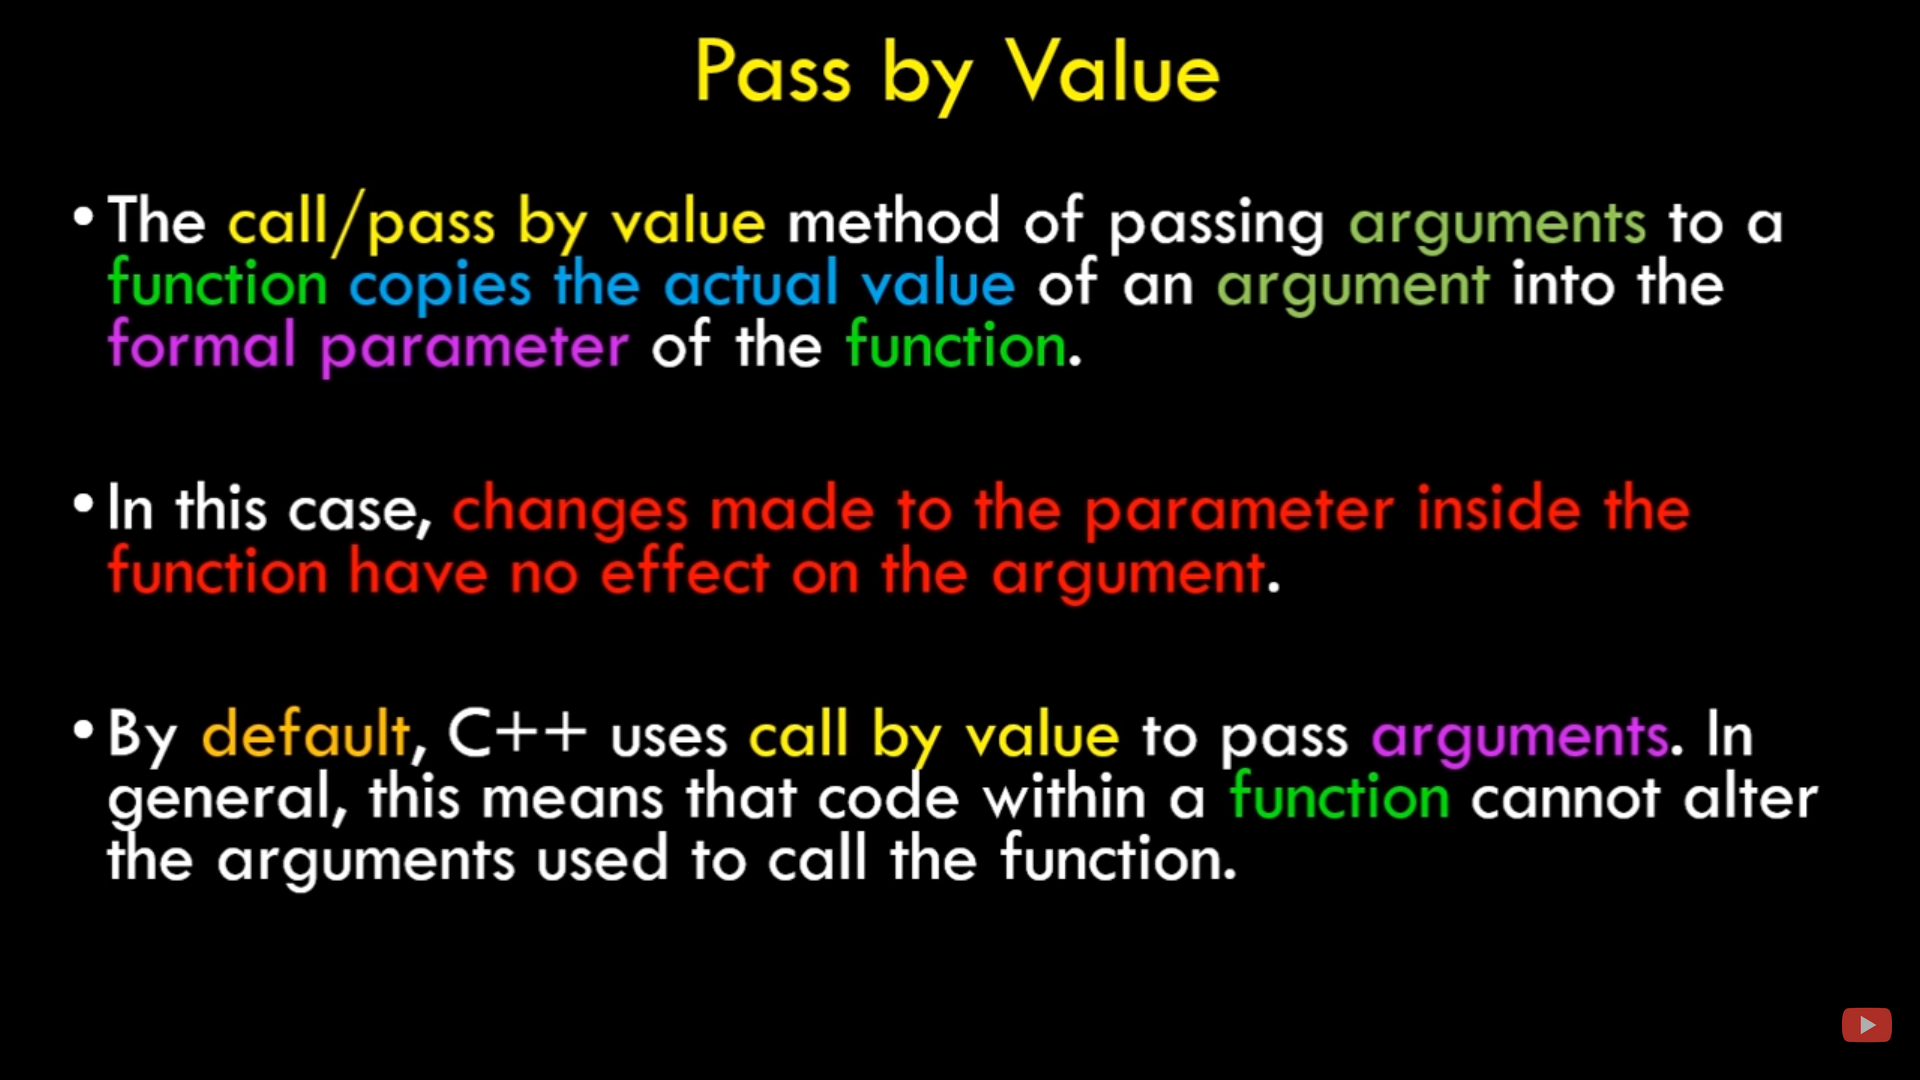 Pass by Value
• The call/pass by value method of passing arguments to a
function copies the actual value of an argument into the
formal parameter of the function.
• In this case, changes made to the parameter inside the
function have no effect on the argument.
• By default, C++ uses call by value to pass arguments. In
general, this means that code within a function cannot alter
the arguments used to call the function.